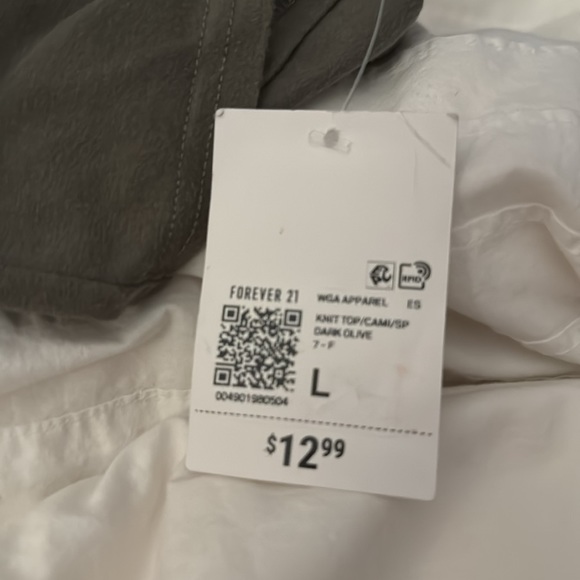 RFID
FOREVER 21
WGA APPAREL ES
KNIT TOP/CAMI/SP
DARK OLIVE
7 - F
L
004901980504
$12.99